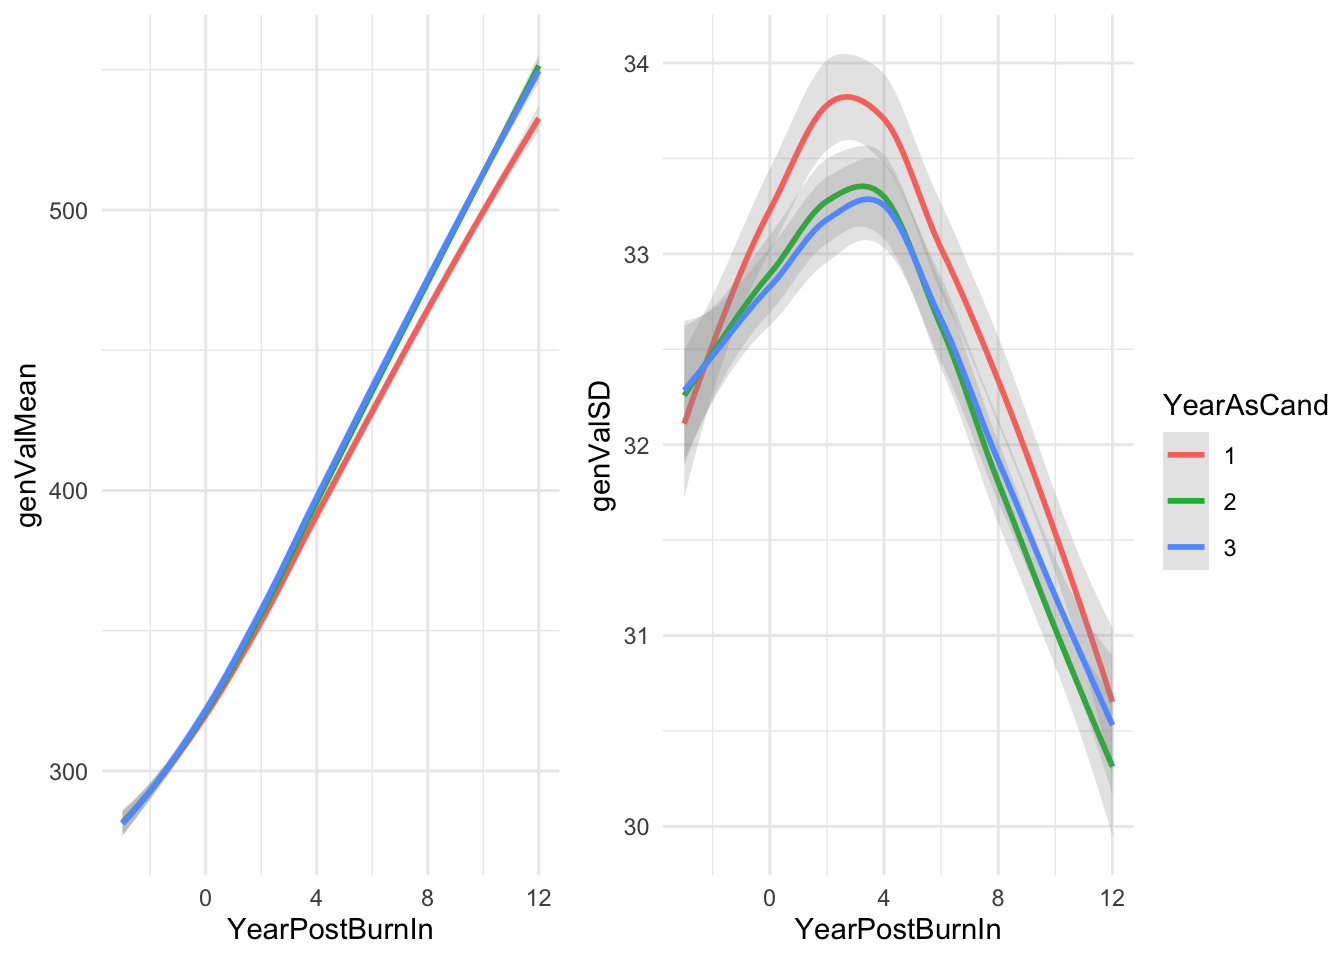 genValMean
500
400
300
0 4 8 12
YearPostBurnIn
genValSD
34
33
32
31
30
0 4 8 12
YearPostBurnIn
YearAsCand
1
2
3